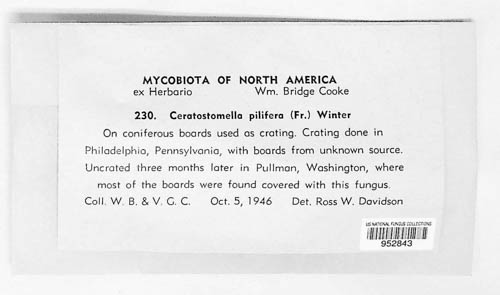 MYCOBIOTA OF NORTH AMERICA
ex Herbario Wm. Bridge Cooke
230. Ceratostomella pilifera (Fr.) Winter
On coniferous boards used as crating. Crating done in
Philadelphia, Pennsylvania, with boards from unknown source.
Uncrated three months later in Pullman, Washington, where
most of the boards were found covered with this fungus.
Coll. W. B. & V. G. C. Oct. 5, 1946 Det. Ross W. Davidson
US NATIONAL FUNGUS COLLECTIONS
952843